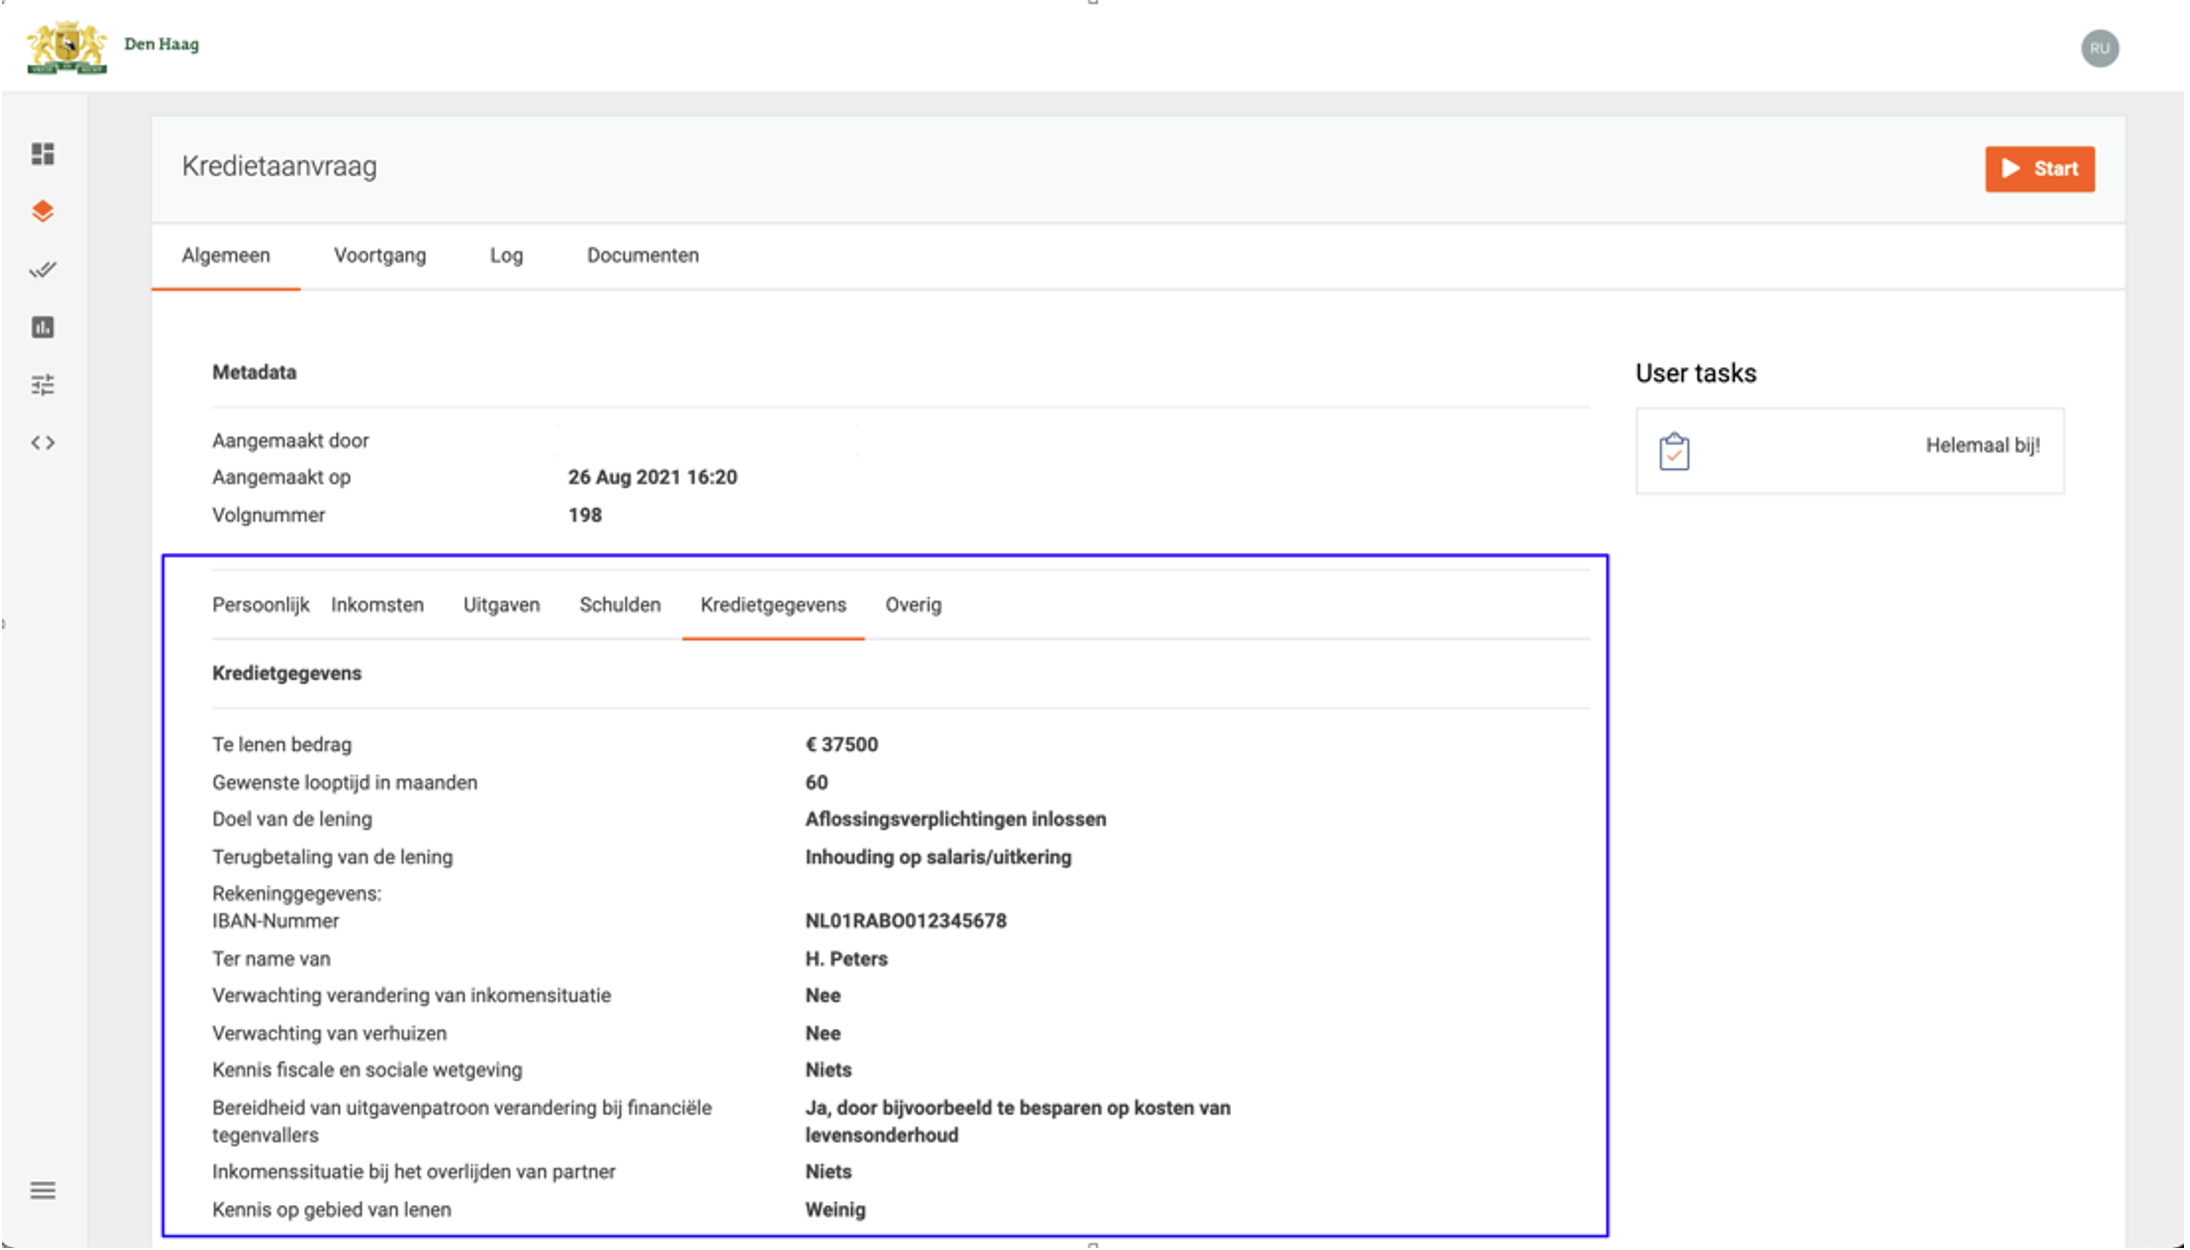 Den Haag
RU
Kredietaanvraag
Start
Algemeen Voortgang Log Documenten
Metadata
User tasks
Aangemaakt door
Helemaal bij!
Aangemaakt op 26 Aug 2021 16:20
Volgnummer 198
Persoonlijk Inkomsten Uitgaven Schulden Kredietgegevens Overig
Kredietgegevens
Te lenen bedrag € 37500
Gewenste looptijd in maanden 60
Doel van de lening Aflossingsverplichtingen inlossen
Terugbetaling van de lening Inhouding op salaris/uitkering
Rekeninggegevens:
IBAN-Nummer NL01RABO012345678
Ter name van H. Peters
Verwachting verandering van inkomensituatie Nee
Verwachting van verhuizen Nee
Kennis fiscale en sociale wetgeving Niets
Bereidheid van uitgavenpatroon verandering bij financiële Ja, door bijvoorbeeld te besparen op kosten van
tegenvallers levensonderhoud
Inkomenssituatie bij het overlijden van partner Niets
Kennis op gebied van lenen Weinig